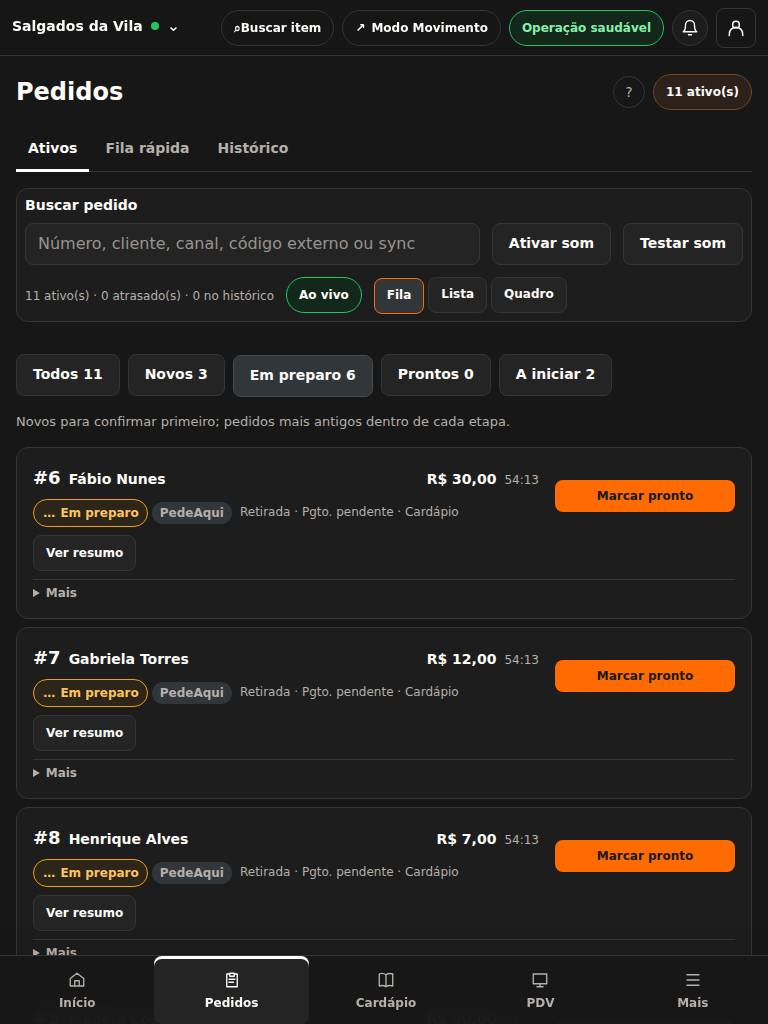 Salgados da Vila
Buscar item
Modo Movimento
Operação saudável
Pedidos
?
11 ativo(s)
Ativos
Fila rápida
Histórico
Buscar pedido
Número, cliente, canal, código externo ou sync
Ativar som
Testar som
11 ativo(s) · 0 atrasado(s) · 0 no histórico
Ao vivo
Fila
Lista
Quadro
Todos 11
Novos 3
Em preparo 6
Prontos 0
A iniciar 2
Novos para confirmar primeiro; pedidos mais antigos dentro de cada etapa.
#6 Fábio Nunes
R$ 30,00 54:13
Marcar pronto
... Em preparo
PedeAqui
Retirada · Pgto. pendente · Cardápio
Ver resumo
Mais
#7 Gabriela Torres
R$ 12,00 54:13
Marcar pronto
... Em preparo
PedeAqui
Retirada · Pgto. pendente · Cardápio
Ver resumo
Mais
#8 Henrique Alves
R$ 7,00 54:13
Marcar pronto
... Em preparo
PedeAqui
Retirada · Pgto. pendente · Cardápio
Ver resumo
Mais
Início
Pedidos
Cardápio
PDV
Mais